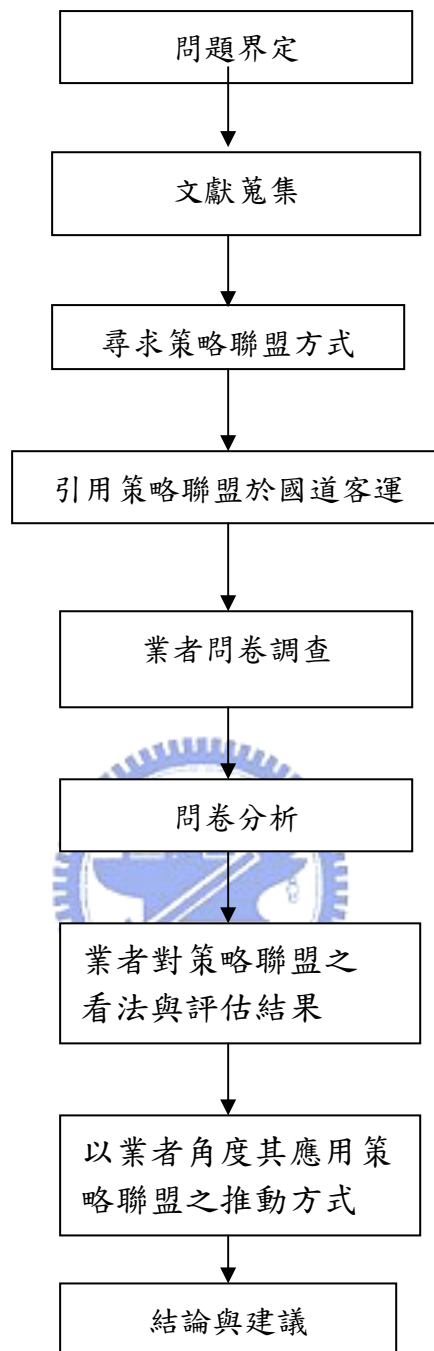 問題界定
文獻蒐集
尋求策略聯盟方式
引用策略聯盟於國道客運
業者問卷調查
問卷分析
業者對策略聯盟之
看法與評估結果
以業者角度其應用策
略聯盟之推動方式
結論與建議